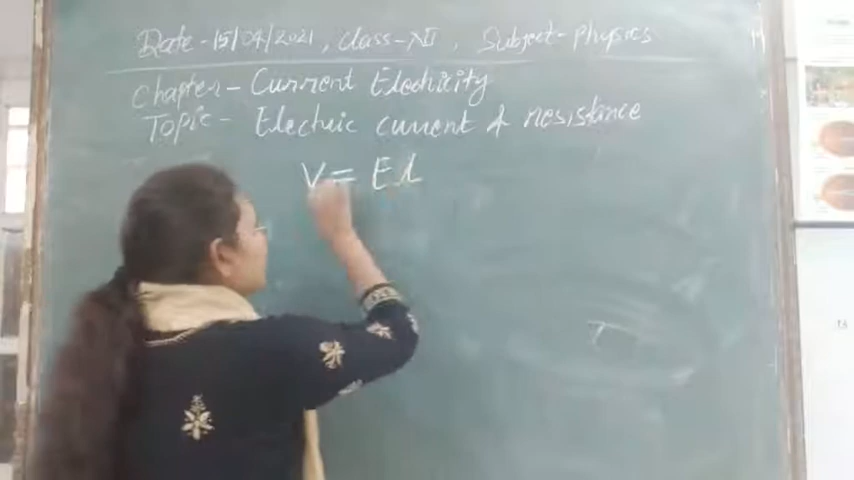 Date - 15/04/2021, class - XII, Subject - Physics
Chapter - Current Electricity
Topic - Electric current & resistance
V = El